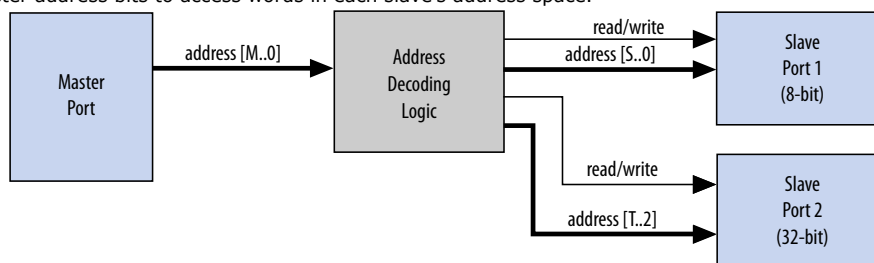 address bits to access words in each slave's address space.
Master
Port
address [M..0]
Address
Decoding
Logic
read/write
address [S..0]
Slave
Port 1
(8-bit)
read/write
address [T..2]
Slave
Port 2
(32-bit)